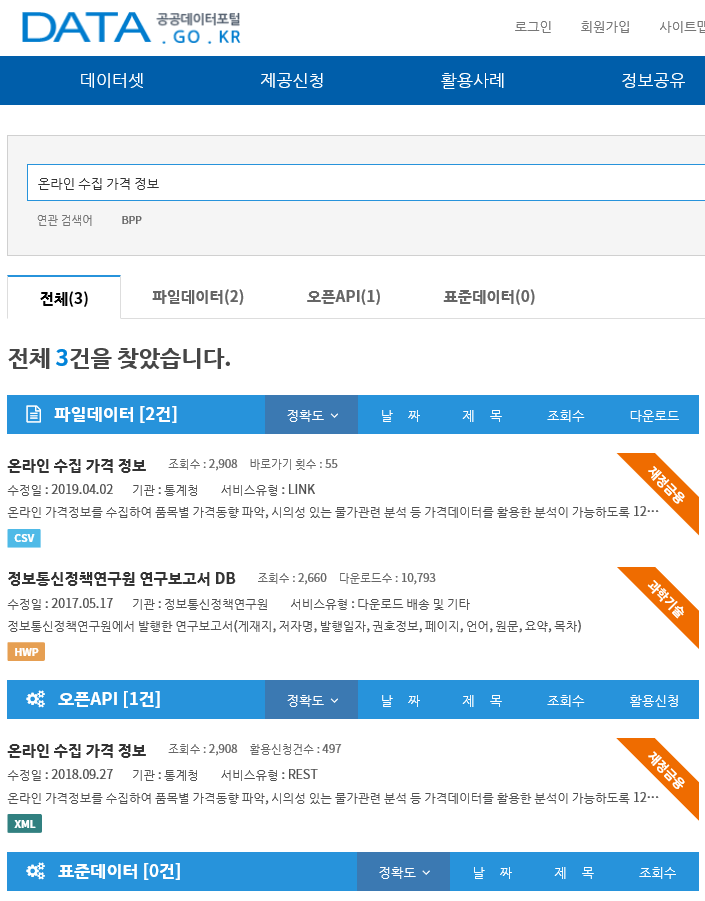 DATA 공공데이터포털
.GO.KR
로그인 회원가입 사이트맵
데이터셋 제공신청 활용사례 정보공유
온라인 수집 가격 정보
연관 검색어 BPP
전체(3) 파일데이터(2) 오픈API(1) 표준데이터(0)
전체 3건을 찾았습니다.
파일데이터 [2건] 정확도 날 짜 제 목 조회수 다운로드
온라인 수집 가격 정보 조회수 : 2,908 바로가기 횟수 : 55
재정금융
수정일 : 2019.04.02 기관 : 통계청 서비스유형 : LINK
온라인 가격정보를 수집하여 품목별 가격동향 파악, 시의성 있는 물가관련 분석 등 가격데이터를 활용한 분석이 가능하도록 12···
CSV
정보통신정책연구원 연구보고서 DB 조회수 : 2,660 다운로드수 : 10,793
과학기술
수정일 : 2017.05.17 기관 : 정보통신정책연구원 서비스유형 : 다운로드 배송 및 기타
정보통신정책연구원에서 발행한 연구보고서(게재지, 저자명, 발행일자, 권호정보, 페이지, 언어, 원문, 요약, 목차)
HWP
오픈API [1건] 정확도 날 짜 제 목 조회수 활용신청
온라인 수집 가격 정보 조회수 : 2,908 활용신청건수 : 497
재정금융
수정일 : 2018.09.27 기관 : 통계청 서비스유형 : REST
온라인 가격정보를 수집하여 품목별 가격동향 파악, 시의성 있는 물가관련 분석 등 가격데이터를 활용한 분석이 가능하도록 12···
XML
표준데이터 [0건] 정확도 날 짜 제 목 조회수